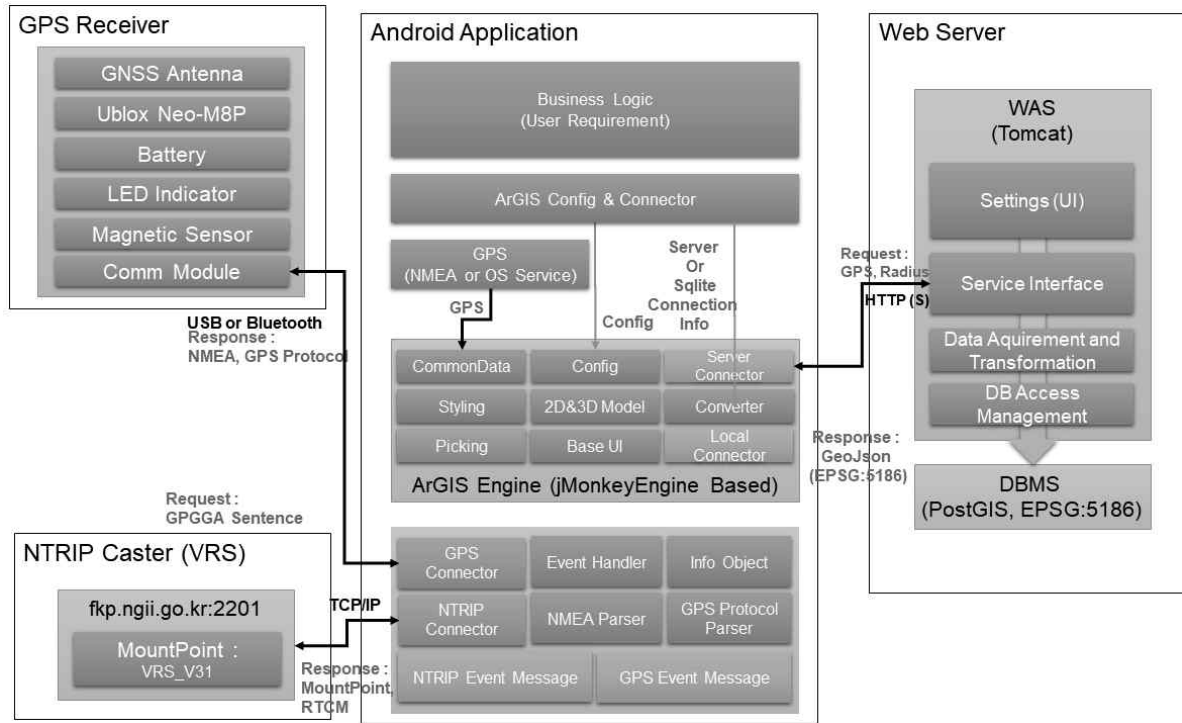 GPS Receiver
GNSS Antenna
Ublox Neo-M8P
Battery
LED Indicator
Magnetic Sensor
Comm Module
USB or Bluetooth
Response :
NMEA, GPS Protocol
Request :
GPGGA Sentence
NTRIP Caster (VRS)
fkp.ngii.go.kr:2201
MountPoint :
VRS_V31
TCP/IP
Response :
MountPoint,
RTCM
Android Application
Business Logic
(User Requirement)
ArGIS Config & Connector
GPS
(NMEA or OS Service)
GPS
Config
Server
Or
Sqlite
Connection
Info
CommonData
Config
Server
Connector
Styling
2D&3D Model
Converter
Picking
Base UI
Local
Connector
ArGIS Engine (jMonkeyEngine Based)
GPS
Connector
Event Handler
Info Object
NTRIP
Connector
NMEA Parser
GPS Protocol
Parser
NTRIP Event Message
GPS Event Message
Request :
GPS, Radius
HTTP (S)
Response :
GeoJson
(EPSG:5186)
Web Server
WAS
(Tomcat)
Settings (UI)
Service Interface
Data Aquirement and
Transformation
DB Access
Management
DBMS
(PostGIS, EPSG:5186)